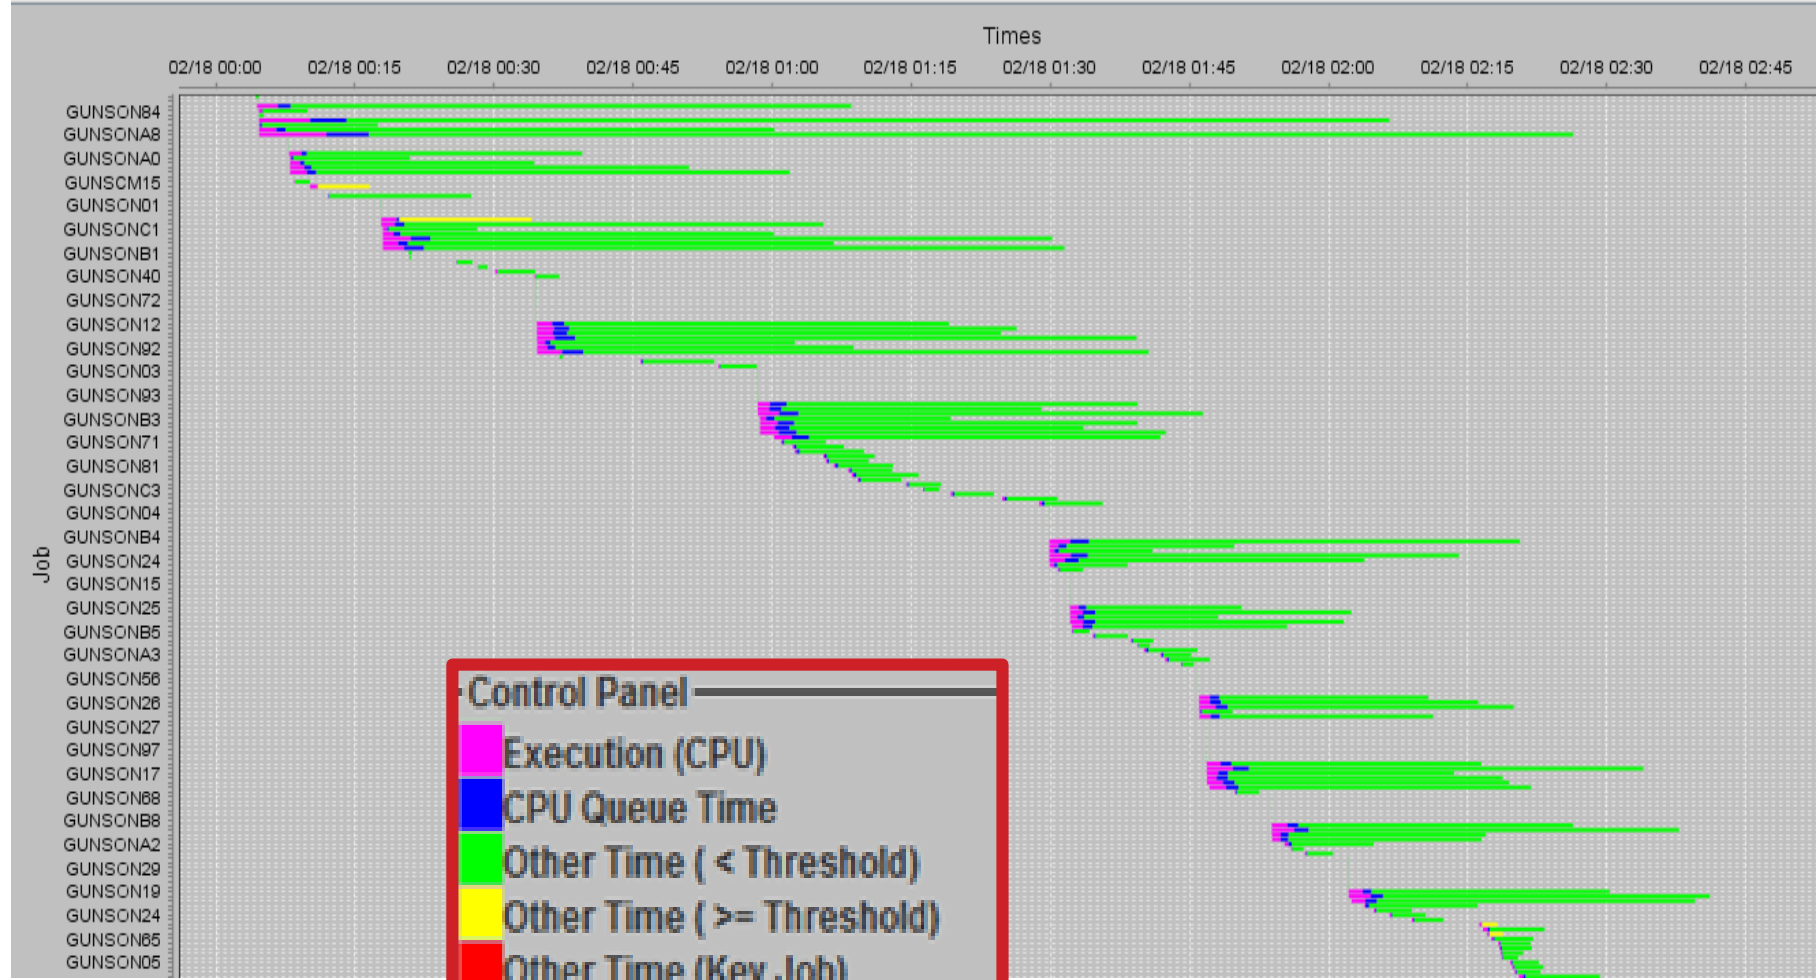 Times
02/18 00:00 02/18 00:15 02/18 00:30 02/18 00:45 02/18 01:00 02/18 01:15 02/18 01:30 02/18 01:45 02/18 02:00 02/18 02:15 02/18 02:30 02/18 02:45
GUNSON84
GUNSONA8
GUNSONA0
GUNSCM15
GUNSON01
GUNSONC1
GUNSONB1
GUNSON40
GUNSON72
GUNSON12
GUNSON92
GUNSON03
GUNSON93
GUNSONB3
GUNSON71
GUNSON81
GUNSONC3
GUNSON04
GUNSONB4
GUNSON24
GUNSON15
GUNSON25
GUNSONB5
GUNSONA3
GUNSON56
GUNSON26
GUNSON27
GUNSON97
GUNSON17
GUNSON68
GUNSONB8
GUNSONA2
GUNSON29
GUNSON19
GUNSON24
GUNSON65
GUNSON05
Job
Control Panel
Execution (CPU)
CPU Queue Time
Other Time ( < Threshold)
Other Time ( >= Threshold)
Other Time (Key Job)